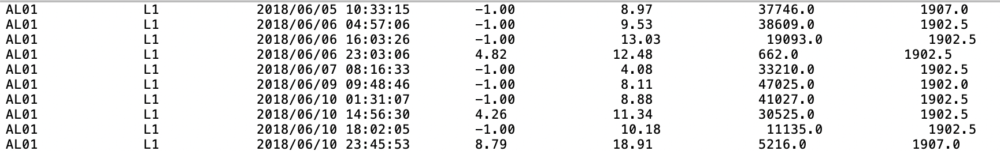 AL01 L1 2018/06/05 10:33:15 -1.00 8.97 37746.0 1907.0
AL01 L1 2018/06/06 04:57:06 -1.00 9.53 38609.0 1902.5
AL01 L1 2018/06/06 16:03:26 -1.00 13.03 19093.0 1902.5
AL01 L1 2018/06/06 23:03:06 4.82 12.48 662.0 1902.5
AL01 L1 2018/06/07 08:16:33 -1.00 4.08 33210.0 1902.5
AL01 L1 2018/06/09 09:48:46 -1.00 8.11 47025.0 1902.0
AL01 L1 2018/06/10 01:31:07 -1.00 8.88 41027.0 1902.5
AL01 L1 2018/06/10 14:56:30 4.26 11.34 30525.0 1902.5
AL01 L1 2018/06/10 18:02:05 -1.00 10.18 11135.0 1902.5
AL01 L1 2018/06/10 23:45:53 8.79 18.91 5216.0 1907.0